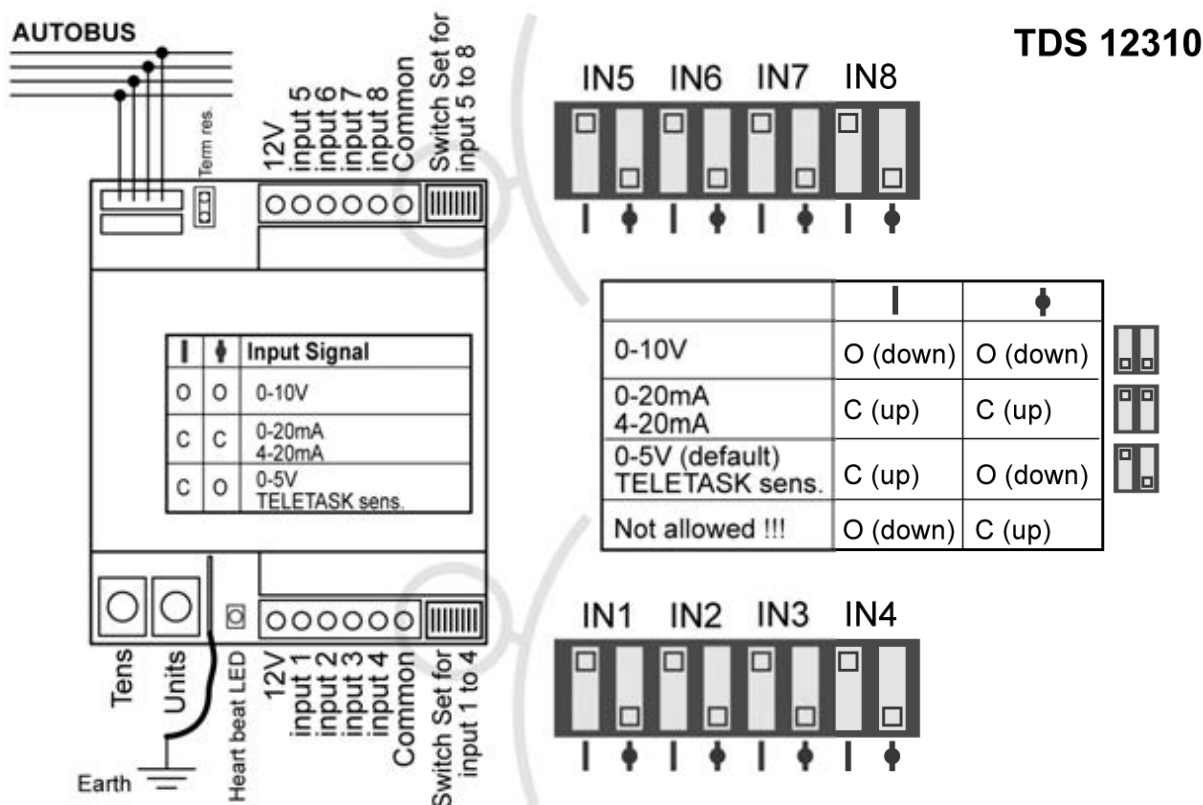 AUTOBUS
TDS 12310
Term res.
12V
input 5
input 6
input 7
input 8
Common
Switch Set for
input 5 to 8
IN5 IN6 IN7 IN8
Input Signal
O O 0-10V
C C 0-20mA
4-20mA
C O 0-5V
TELETASK sens.
0-10V O (down) O (down)
0-20mA
4-20mA C (up) C (up)
0-5V (default)
TELETASK sens. C (up) O (down)
Not allowed !!! O (down) C (up)
Tens
Units
Earth
Heart beat LED
12V
input 1
input 2
input 3
input 4
Common
Switch Set for
input 1 to 4
IN1 IN2 IN3 IN4